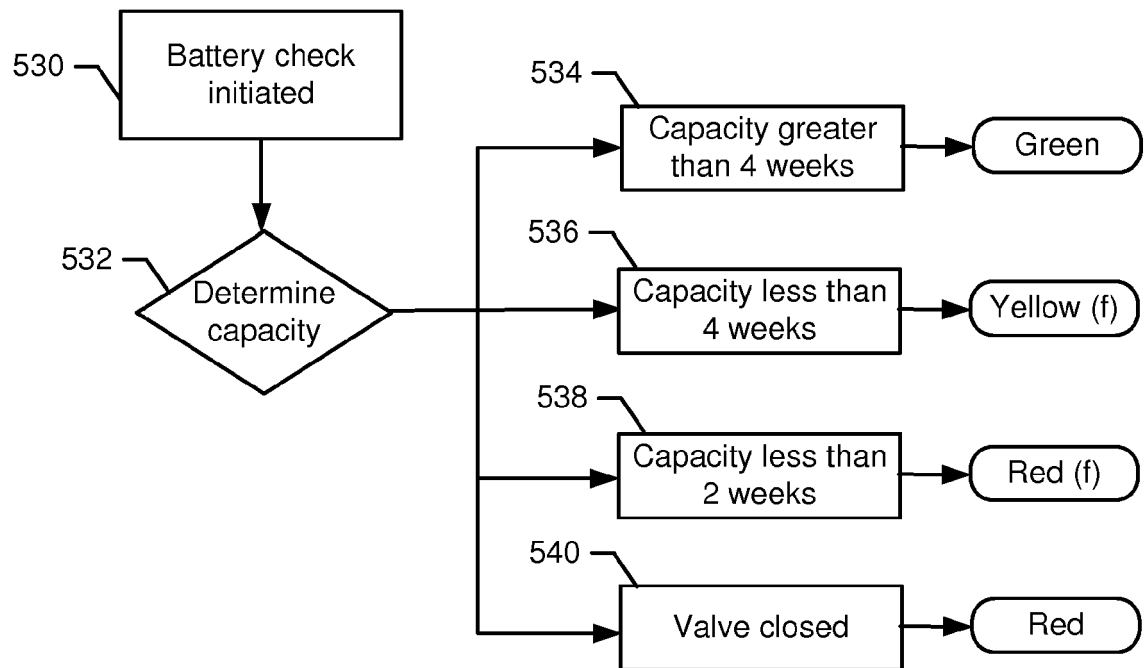 530
Battery check
initiated
532
Determine
capacity
534
Capacity greater
than 4 weeks
Green
536
Capacity less than
4 weeks
Yellow (f)
538
Capacity less than
2 weeks
Red (f)
540
Valve closed
Red